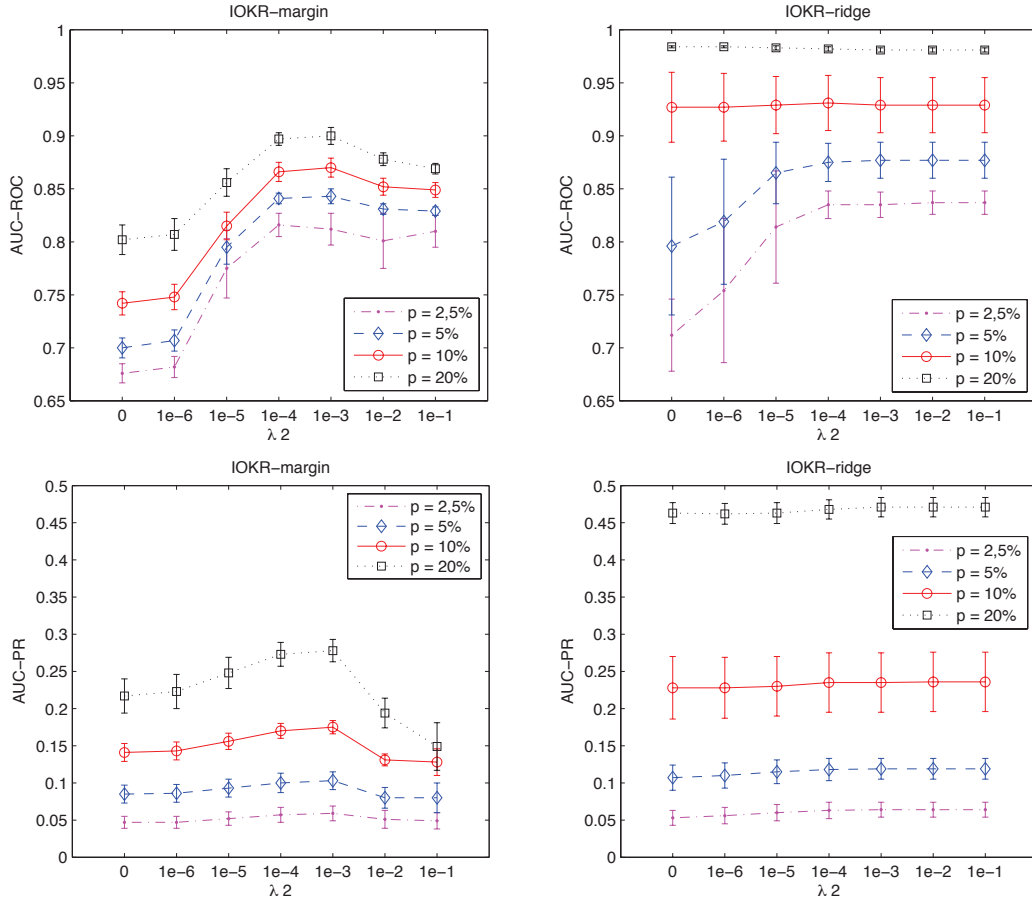 IOKR-margin
1
0.95
0.9
0.85
0.8
0.75
0.7
0.65
AUC-ROC
0 1e-6 1e-5 1e-4 1e-3 1e-2 1e-1
λ 2
p = 2,5%
p = 5%
p = 10%
p = 20%
IOKR-ridge
1
0.95
0.9
0.85
0.8
0.75
0.7
0.65
AUC-ROC
0 1e-6 1e-5 1e-4 1e-3 1e-2 1e-1
λ 2
p = 2,5%
p = 5%
p = 10%
p = 20%
IOKR-margin
0.5
0.45
0.4
0.35
0.3
0.25
0.2
0.15
0.1
0.05
0
AUC-PR
0 1e-6 1e-5 1e-4 1e-3 1e-2 1e-1
λ 2
p = 2,5%
p = 5%
p = 10%
p = 20%
IOKR-ridge
0.5
0.45
0.4
0.35
0.3
0.25
0.2
0.15
0.1
0.05
0
AUC-PR
0 1e-6 1e-5 1e-4 1e-3 1e-2 1e-1
λ 2
p = 2,5%
p = 5%
p = 10%
p = 20%